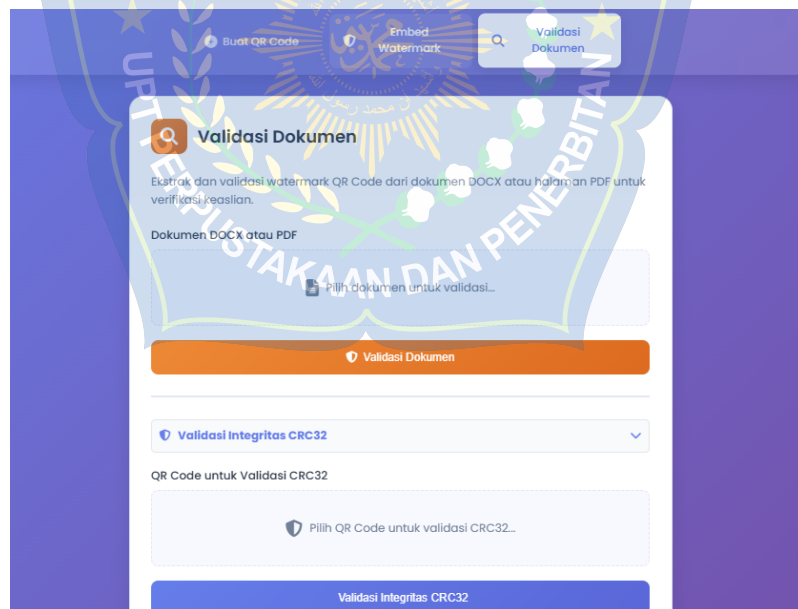 Buat QR Code
Embed
Watermark
Validasi
Dokumen
UPT PERPUSTAKAAN DAN PENERBITAN
Validasi Dokumen
Ekstrak dan validasi watermark QR Code dari dokumen DOCX atau halaman PDF untuk
verifikasi keaslian.
Dokumen DOCX atau PDF
Pilih dokumen untuk validasi...
Validasi Dokumen
Validasi Integritas CRC32
QR Code untuk Validasi CRC32
Pilih QR Code untuk validasi CRC32...
Validasi Integritas CRC32